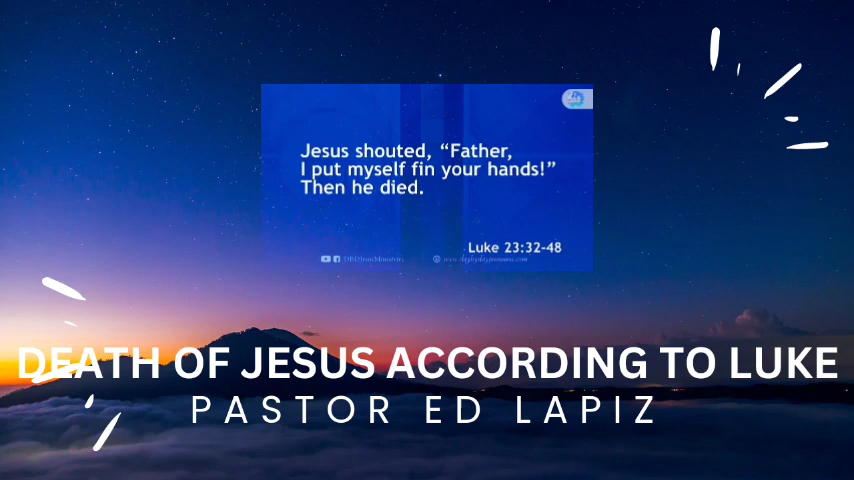 Jesus shouted, “Father,
I put myself fin your hands!”
Then he died.
Luke 23:32-48
DEATH OF JESUS ACCORDING TO LUKE
PASTOR ED LAPIZ